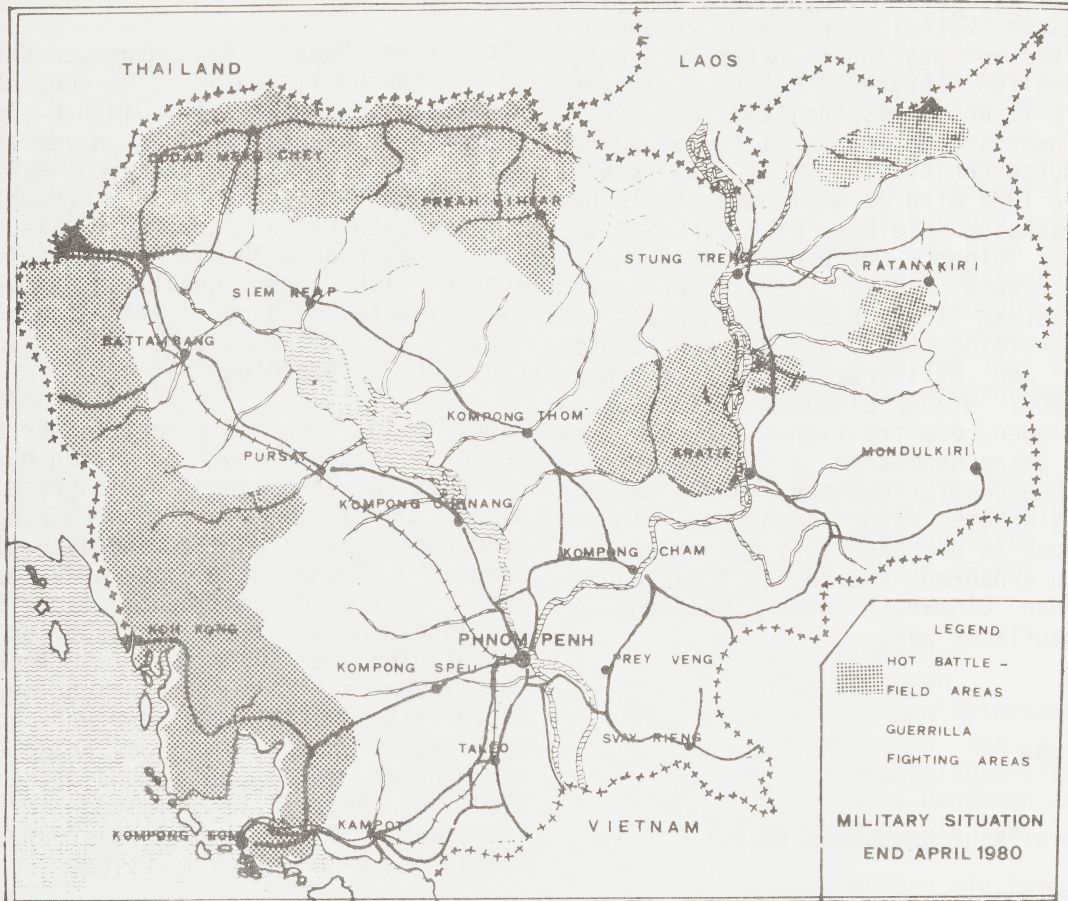 THAILAND
LAOS
ODDAR MEAN CHEY
PREAH VIHEAR
STUNG TRENG
RATANAKIRI
SIEM REAP
BATTAMBANG
KOMPONG THOM
PURSAT
KRATIE
MONDULKIRI
KOMPONG CHNANG
KOMPONG CHAM
KOH KONG
PHNOM PENH
KOMPONG SPEU
PREY VENG
TAKEO
SVAY RIENG
KOMPONG SOM
KAMPOT
VIETNAM
LEGEND
HOT BATTLE -
FIELD AREAS
GUERRILLA
FIGHTING AREAS
MILITARY SITUATION
END APRIL 1980